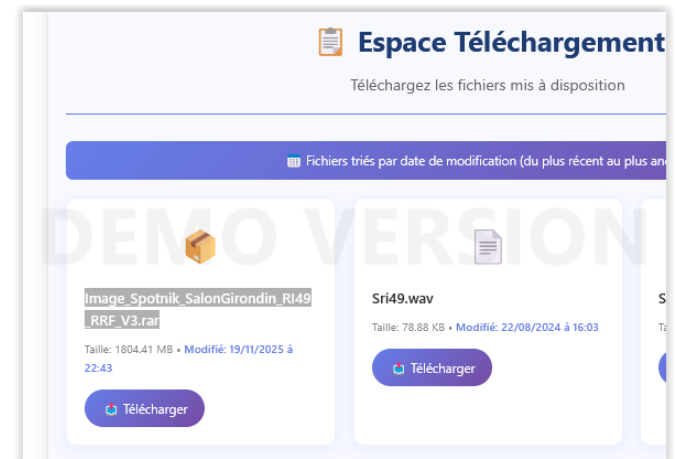 Espace Téléchargement
Téléchargez les fichiers mis à disposition
Fichiers triés par date de modification (du plus récent au plus
DEMO VERSION
Image_Spotnik_SalonGirondin_RI49
_RRF_V3.rar
Taille: 1804.41 MB • Modifié: 19/11/2025 à
22:43
Télécharger
Sri49.wav
Taille: 78.88 KB • Modifié: 22/08/2024 à 16:03
Télécharger